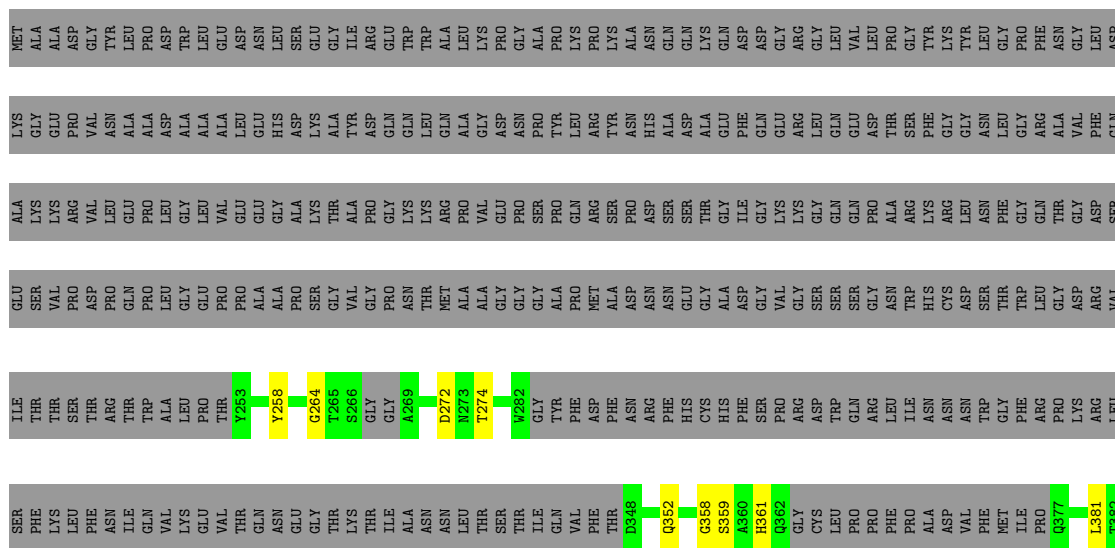 MET ALA ALA ASP GLY TYR LEU PRO ASP TRP LEU GLU ASP ASN LEU SER GLU GLY ILE ARG GLU TRP TRP ALA LEU LYS PRO GLY ALA PRO LYS PRO LYS ALA ASN GLN GLN LYS GLN ASP ASP GLY ARG GLY LEU VAL LEU PRO GLY TYR LYS TYR LEU GLY PRO PHE ASN GLY LEU ASP
LYS GLY GLU PRO VAL ASN ALA ALA ASP ALA ALA ALA LEU GLU HIS ASP LYS ALA TYR ASP GLN GLN LEU GLN ALA GLY ASP ASN PRO TYR LEU ARG TYR ASN HIS ALA ASP ALA GLU PHE GLN GLU ARG LEU GLN GLU ASP THR SER PHE GLY GLY ASN LEU GLY ARG ALA VAL PHE GLN
ALA LYS LYS ARG VAL LEU GLU PRO LEU GLY LEU VAL GLU GLU GLY ALA LYS THR ALA PRO GLY LYS LYS ARG PRO VAL GLU PRO SER PRO GLN ARG SER PRO ASP SER SER THR GLY ILE GLY LYS LYS GLY GLN GLN PRO ALA ARG LYS ARG LEU ASN PHE GLY GLN THR GLY ASP SER
GLU SER VAL PRO ASP PRO GLN PRO LEU GLY GLU PRO PRO ALA ALA PRO SER GLY VAL GLY PRO ASN THR MET ALA ALA GLY GLY GLY ALA PRO MET ALA ASP ASN ASN GLU GLY ALA ASP GLY VAL GLY SER SER SER GLY ASN TRP HIS CYS ASP SER THR TRP LEU GLY ASP ARG VAL
ILE THR THR SER THR ARG THR TRP ALA LEU PRO THR Y253 Y258 G264 T265 S266 GLY GLY A269 D272 N273 T274 W282 GLY TYR PHE ASP PHE ASN ARG PHE HIS CYS HIS PHE SER PRO ARG ASP TRP GLN ARG LEU ILE ASN ASN ASN TRP GLY PHE ARG PRO LYS ARG LEU
SER PHE LYS LEU PHE ASN ILE GLN VAL LYS GLU VAL THR GLN ASN GLU GLY THR LYS THR ILE ALA ASN ASN LEU THR SER THR ILE GLN VAL PHE THR D348 Q352 G358 S359 A360 H361 Q362 GLY CYS LEU PRO PRO PHE PRO ALA ASP VAL PHE MET ILE PRO Q377 L381 T382